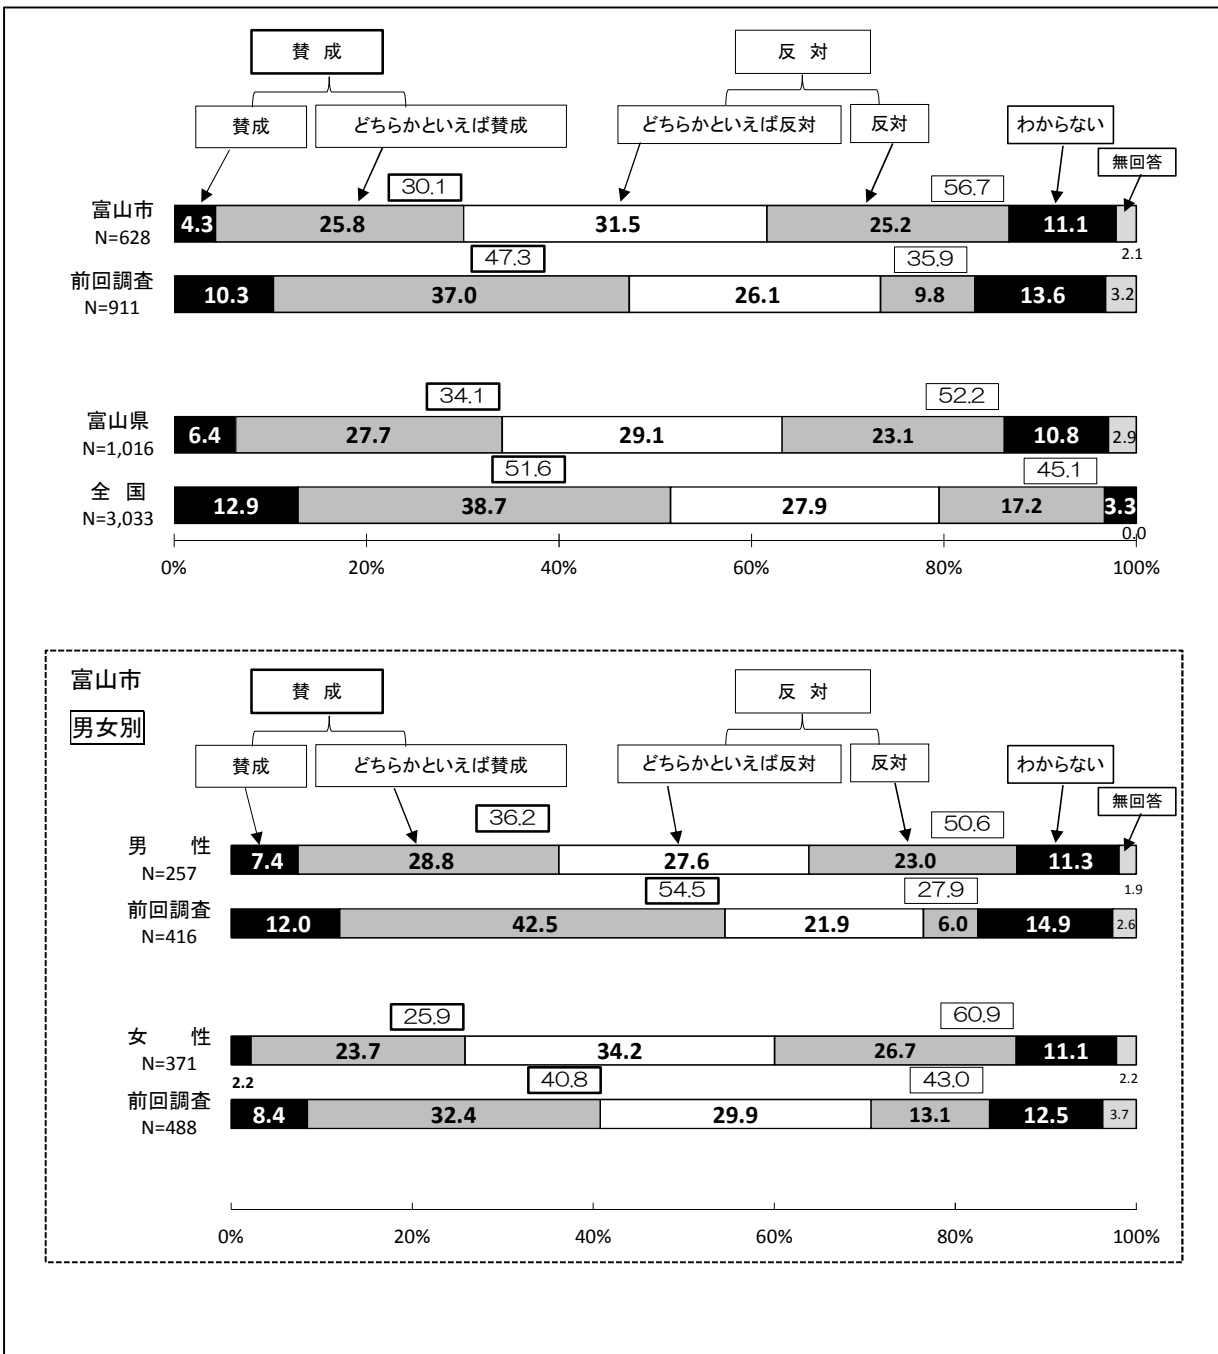 賛 成
反 対
賛成
どちらかといえば賛成
どちらかといえば反対
反対
わからない
無回答
30.1
56.7
富山市
N=628
4.3
25.8
31.5
25.2
11.1
2.1
47.3
35.9
前回調査
N=911
10.3
37.0
26.1
9.8
13.6
3.2
34.1
52.2
富山県
N=1,016
6.4
27.7
29.1
23.1
10.8
2.9
51.6
45.1
全 国
N=3,033
12.9
38.7
27.9
17.2
3.3
0.0
0%
20%
40%
60%
80%
100%
富山市
男女別
賛 成
反 対
賛成
どちらかといえば賛成
どちらかといえば反対
反対
わからない
無回答
36.2
50.6
男 性
N=257
7.4
28.8
27.6
23.0
11.3
1.9
54.5
27.9
前回調査
N=416
12.0
42.5
21.9
6.0
14.9
2.6
25.9
60.9
女 性
N=371
2.2
23.7
34.2
26.7
11.1
2.2
40.8
43.0
前回調査
N=488
8.4
32.4
29.9
13.1
12.5
3.7
0%
20%
40%
60%
80%
100%